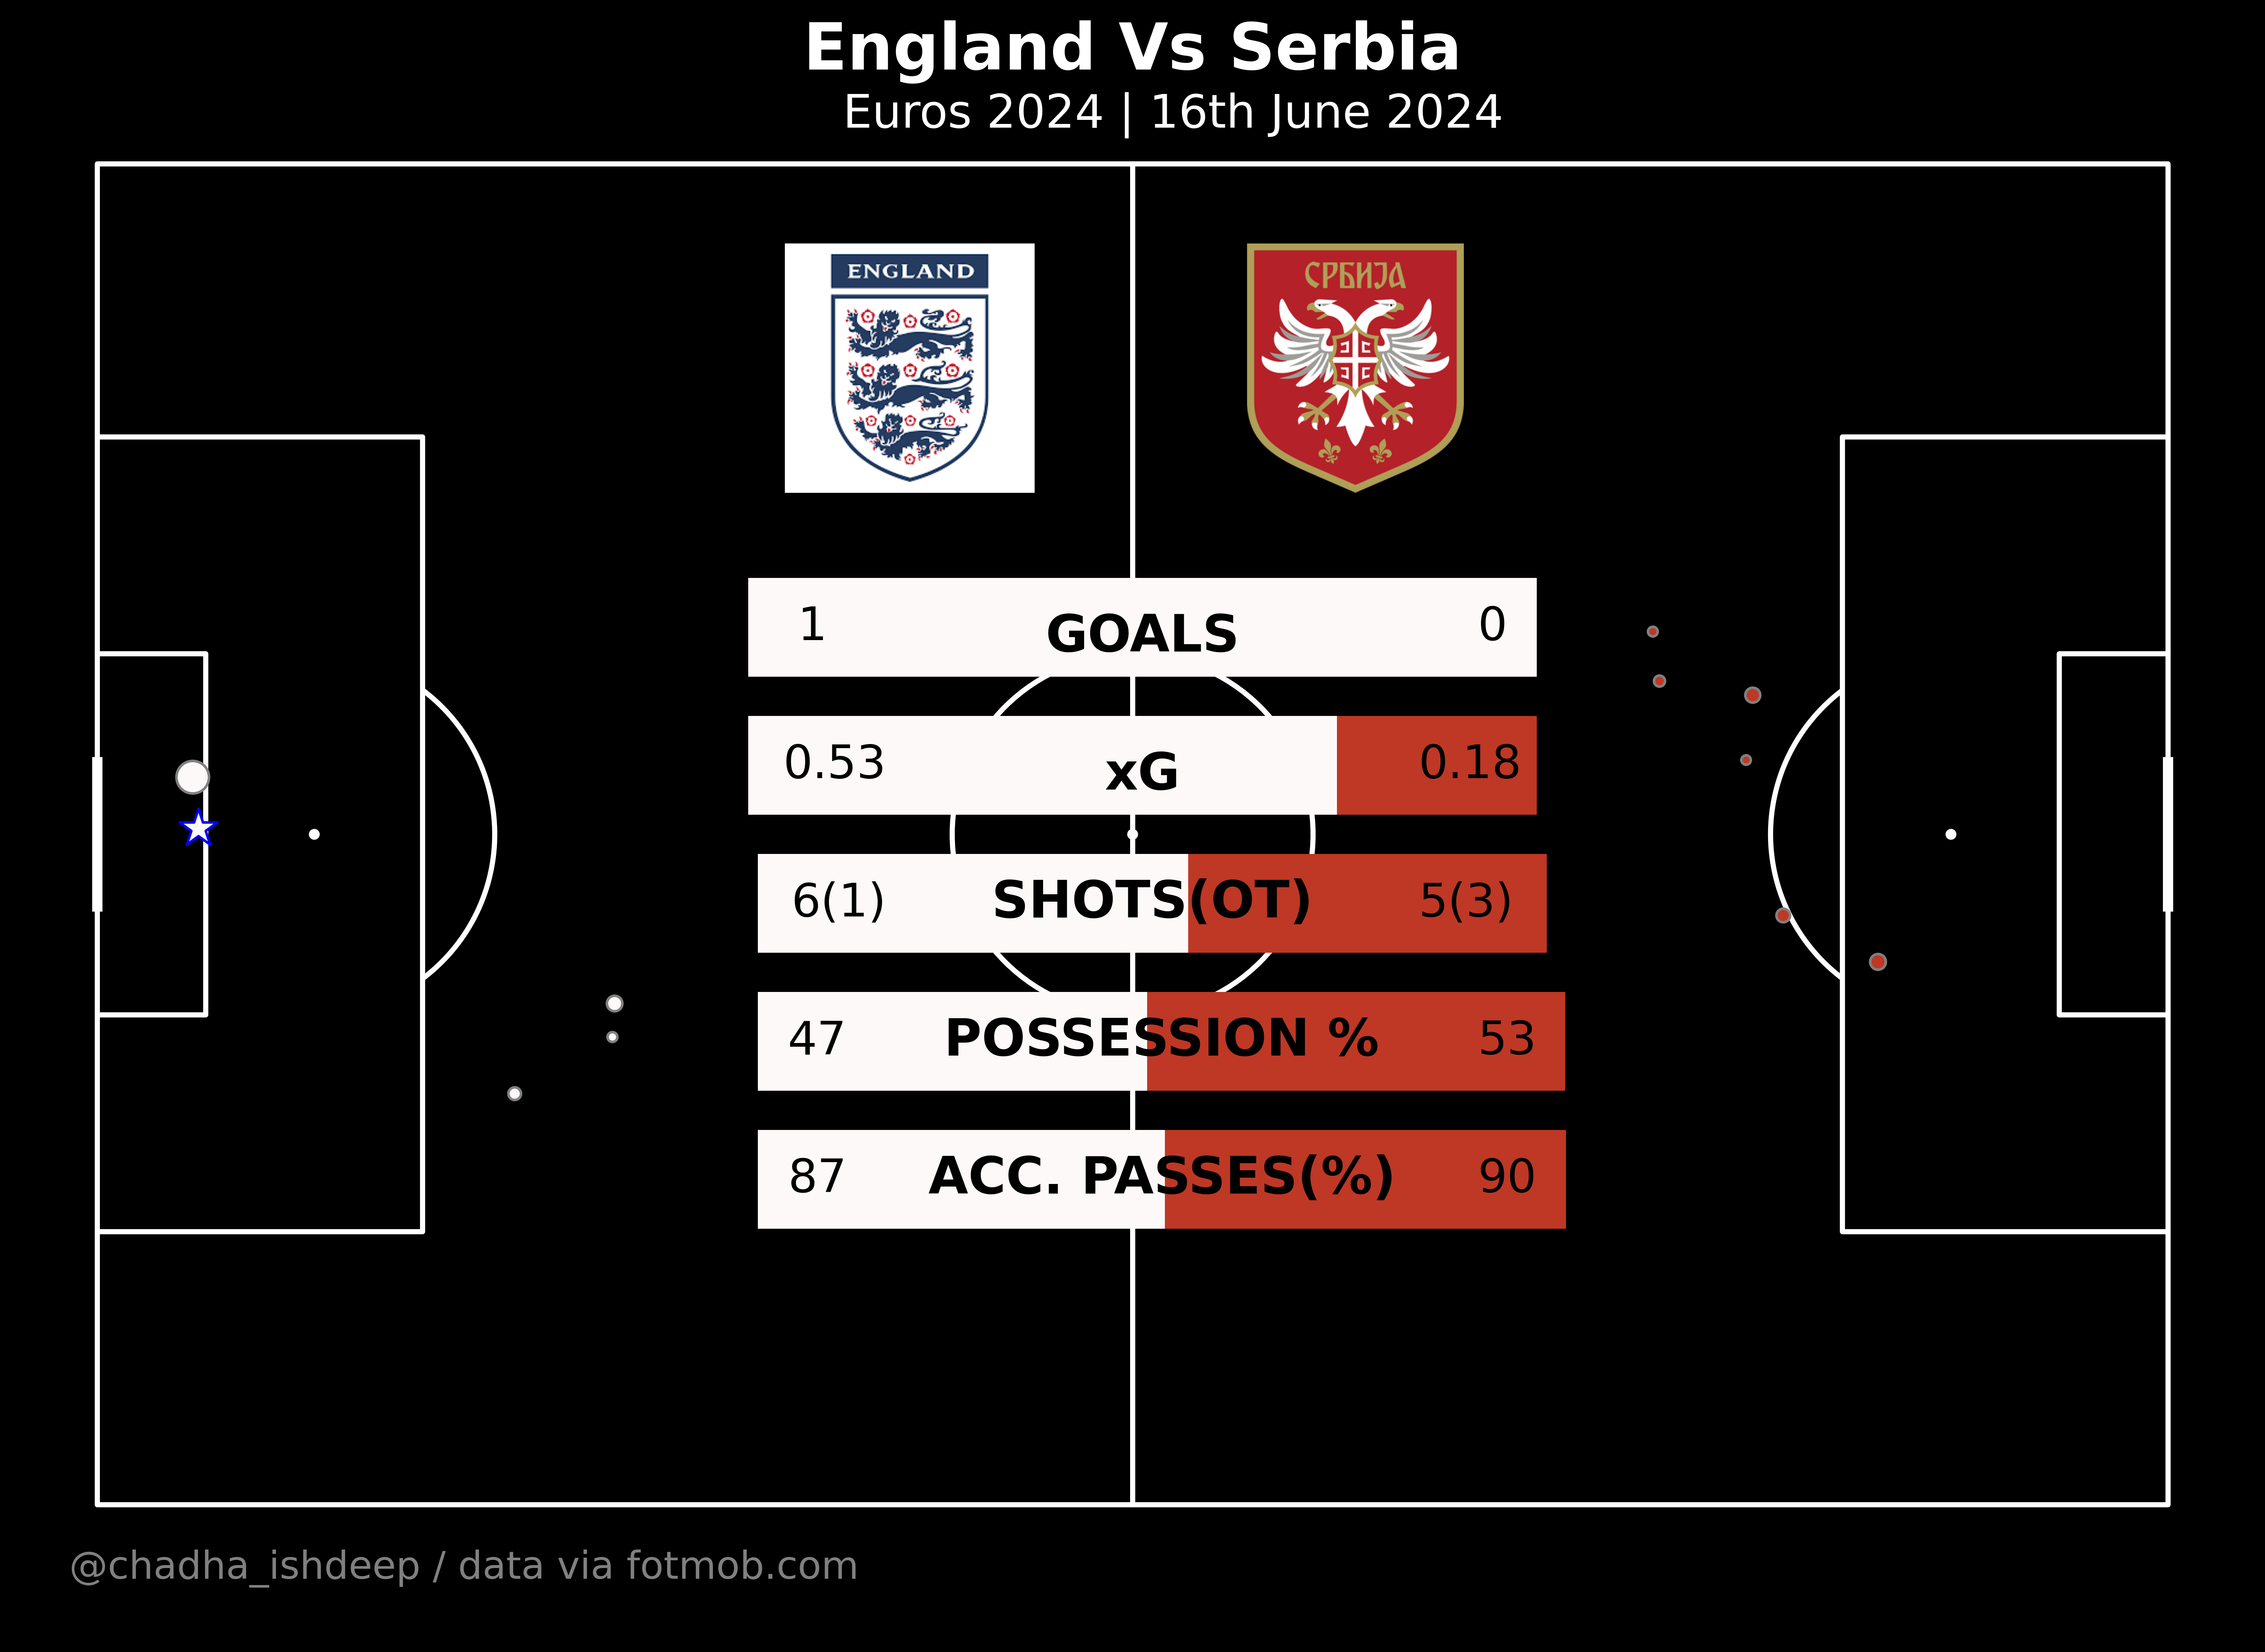 England Vs Serbia
Euros 2024 | 16th June 2024
ENGLAND
СРБИЈА
1 GOALS 0
0.53 xG 0.18
6(1) SHOTS(OT) 5(3)
47 POSSESSION % 53
87 ACC. PASSES(%) 90
@chadha_ishdeep / data via fotmob.com